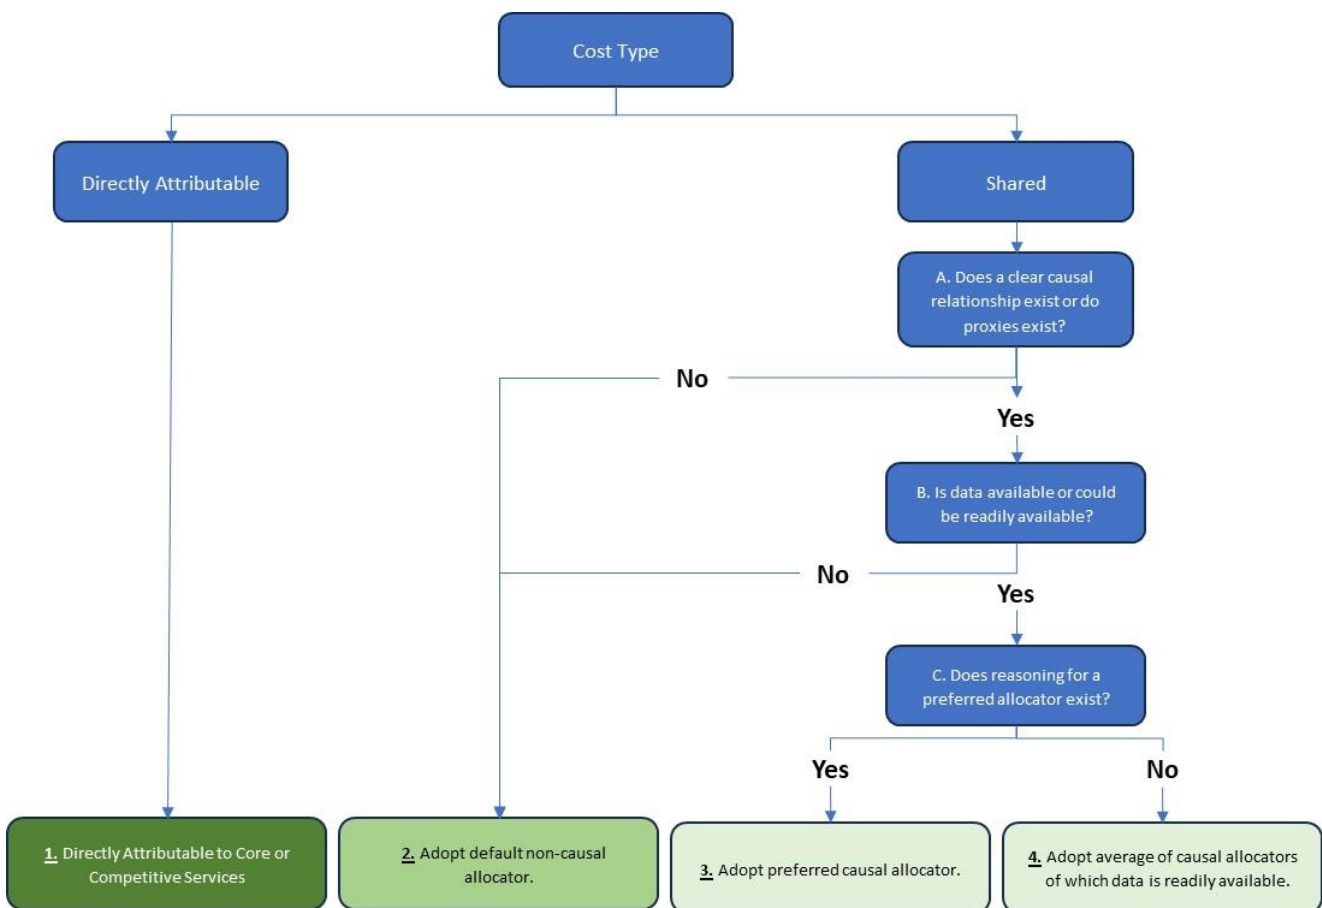 Cost Type
Directly Attributable
Shared
A. Does a clear causal
relationship exist or do
proxies exist?
No
Yes
B. Is data available or could
be readily available?
No
Yes
C. Does reasoning for a
preferred allocator exist?
Yes
No
1. Directly Attributable to Core or
Competitive Services
2. Adopt default non-causal
allocator.
3. Adopt preferred causal allocator.
4. Adopt average of causal allocators
of which data is readily available.